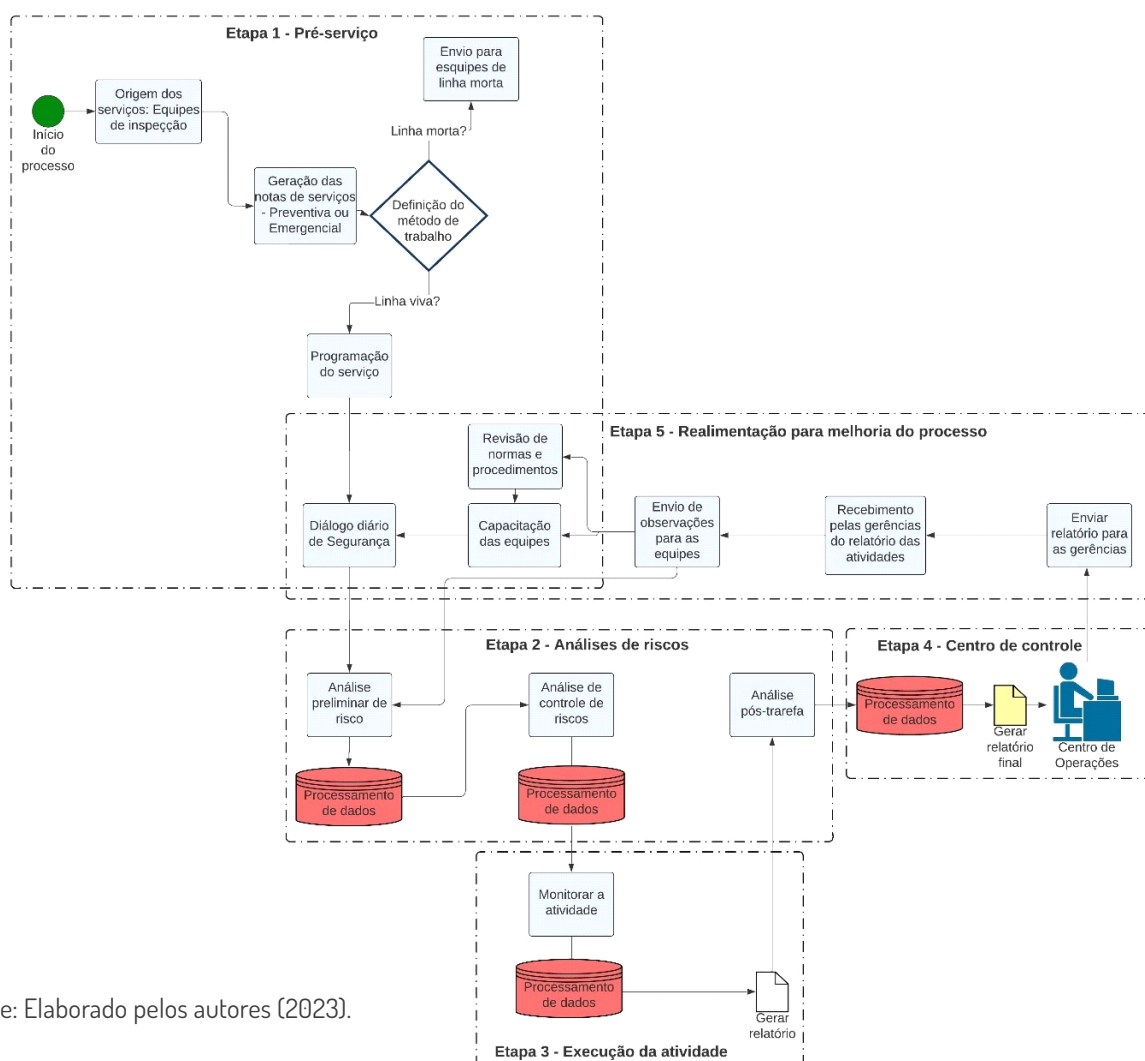 Etapa 1 - Pré-serviço
Início
do
processo
Origem dos
serviços: Equipes
de inspecção
Geração das
notas de serviços
- Preventiva ou
Emergencial
Definição do
método de
trabalho
Linha morta?
Envio para
esquipes de
linha morta
Linha viva?
Programação
do serviço
Etapa 5 - Realimentação para melhoria do processo
Diálogo diário
de Segurança
Revisão de
normas e
procedimentos
Capacitação
das equipes
Envio de
observações
para as
equipes
Recebimento
pelas gerências
do relatório das
atividades
Enviar
relatório para
as gerências
Etapa 2 - Análises de riscos
Análise
preliminar de
risco
Processamento
de dados
Análise de
controle de
riscos
Processamento
de dados
Análise
pós-trarefa
Etapa 4 - Centro de controle
Processamento
de dados
Gerar
relatório
final
Centro de
Operações
Monitorar a
atividade
Processamento
de dados
Gerar
relatório
Etapa 3 - Execução da atividade
e: Elaborado pelos autores (2023).